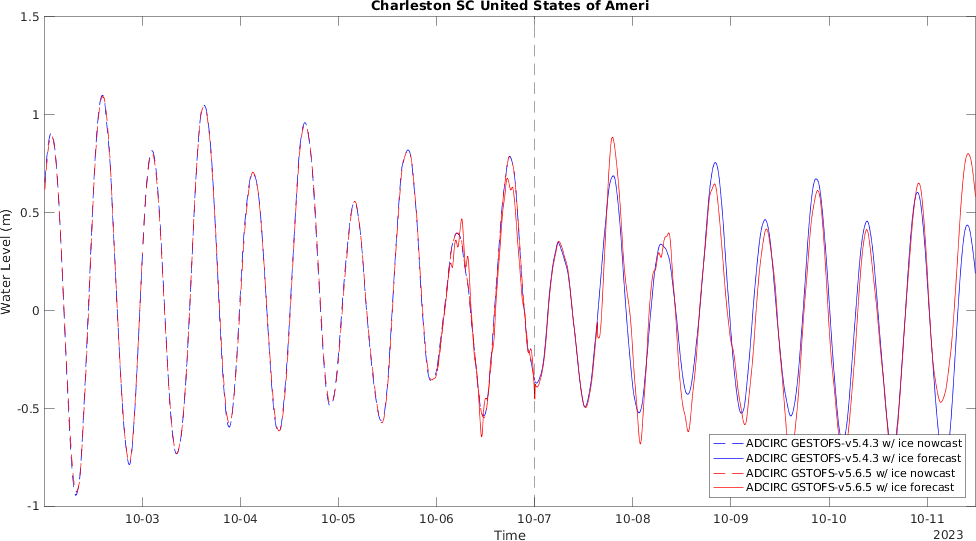 Charleston SC United States of Ameri
1.5
1
0.5
0
-0.5
-1
Water Level (m)
ADCIRC GESTOFS-v5.4.3 w/ ice nowcast
ADCIRC GESTOFS-v5.4.3 w/ ice forecast
ADCIRC GSTOFS-v5.6.5 w/ ice nowcast
ADCIRC GSTOFS-v5.6.5 w/ ice forecast
10-03 10-04 10-05 10-06 10-07 10-08 10-09 10-10 10-11
Time
2023